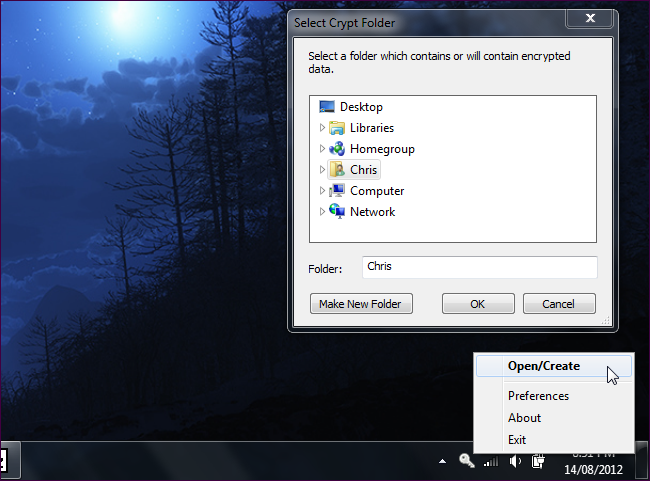 Select Crypt Folder
Select a folder which contains or will contain encrypted
data.
Desktop
Libraries
Homegroup
Chris
Computer
Network
Folder:
Chris
Make New Folder
OK
Cancel
Open/Create
Preferences
About
Exit
14/08/2012